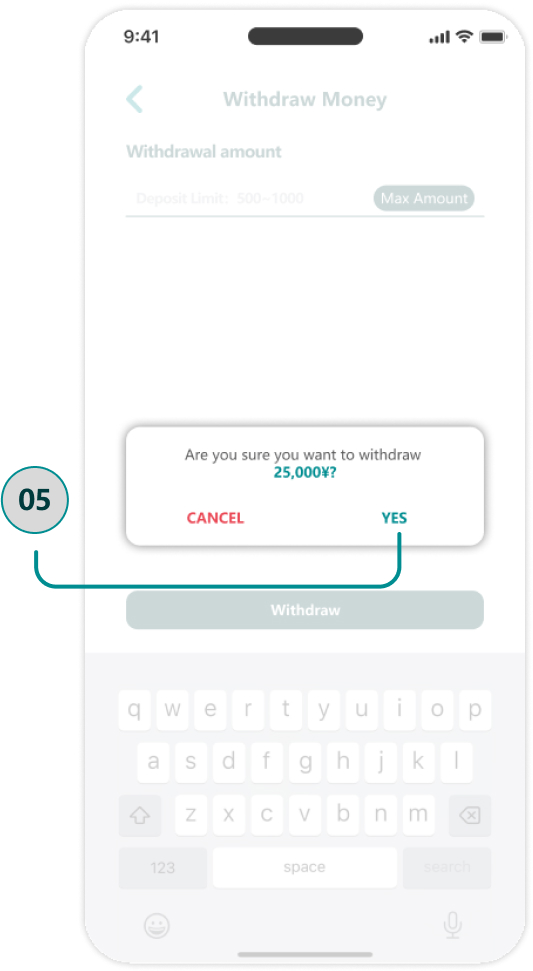 9:41
Withdraw Money
Withdrawal amount
Deposit Limit: 500~1000 Max Amount
Are you sure you want to withdraw
25,000¥?
CANCEL YES
05
Withdraw
q w e r t y u i o p
a s d f g h j k l
z x c v b n m
123 space search